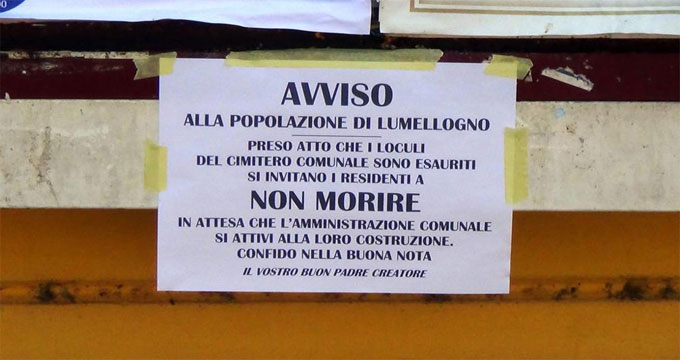 AVVISO
ALLA POPOLAZIONE DI LUMELLOGNO
PRESO ATTO CHE I LOCULI
DEL CIMITERO COMUNALE SONO ESAURITI
SI INVITANO I RESIDENTI A
NON MORIRE
IN ATTESA CHE L'AMMINISTRAZIONE COMUNALE
SI ATTIVI ALLA LORO COSTRUZIONE.
CONFIDO NELLA BUONA NOTA
IL VOSTRO BUON PADRE CREATORE